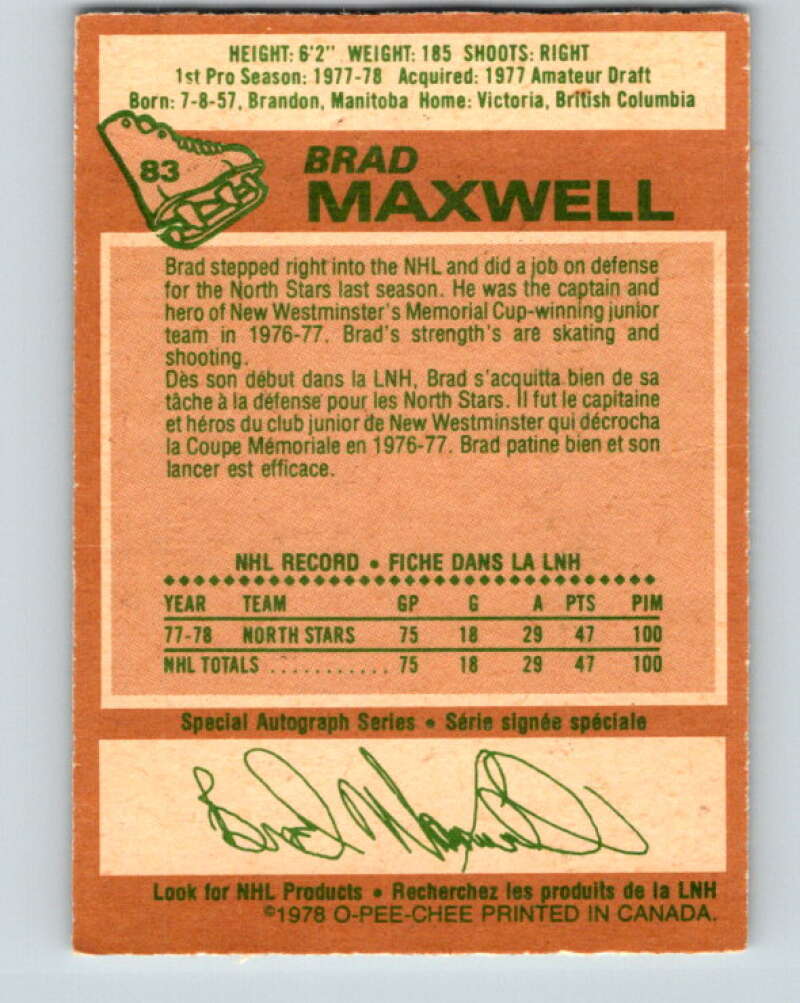 HEIGHT: 6'2" WEIGHT: 185 SHOOTS: RIGHT
1st Pro Season: 1977-78 Acquired: 1977 Amateur Draft
Born: 7-8-57, Brandon, Manitoba Home: Victoria, British Columbia
83
BRAD
MAXWELL
Brad stepped right into the NHL and did a job on defense
for the North Stars last season. He was the captain and
hero of New Westminster's Memorial Cup-winning junior
team in 1976-77. Brad's strength's are skating and
shooting.
Dès son début dans la LNH, Brad s'acquitta bien de sa
tâche à la défense pour les North Stars. Il fut le capitaine
et héros du club junior de New Westminster qui décrocha
la Coupe Mémoriale en 1976-77. Brad patine bien et son
lancer est efficace.
NHL RECORD • FICHE DANS LA LNH
YEAR TEAM GP G A PTS PIM
77-78 NORTH STARS 75 18 29 47 100
NHL TOTALS ........... 75 18 29 47 100
Special Autograph Series • Série signée spéciale
Brad Maxwell
Look for NHL Products • Recherchez les produits de la LNH
©1978 O-PEE-CHEE PRINTED IN CANADA.